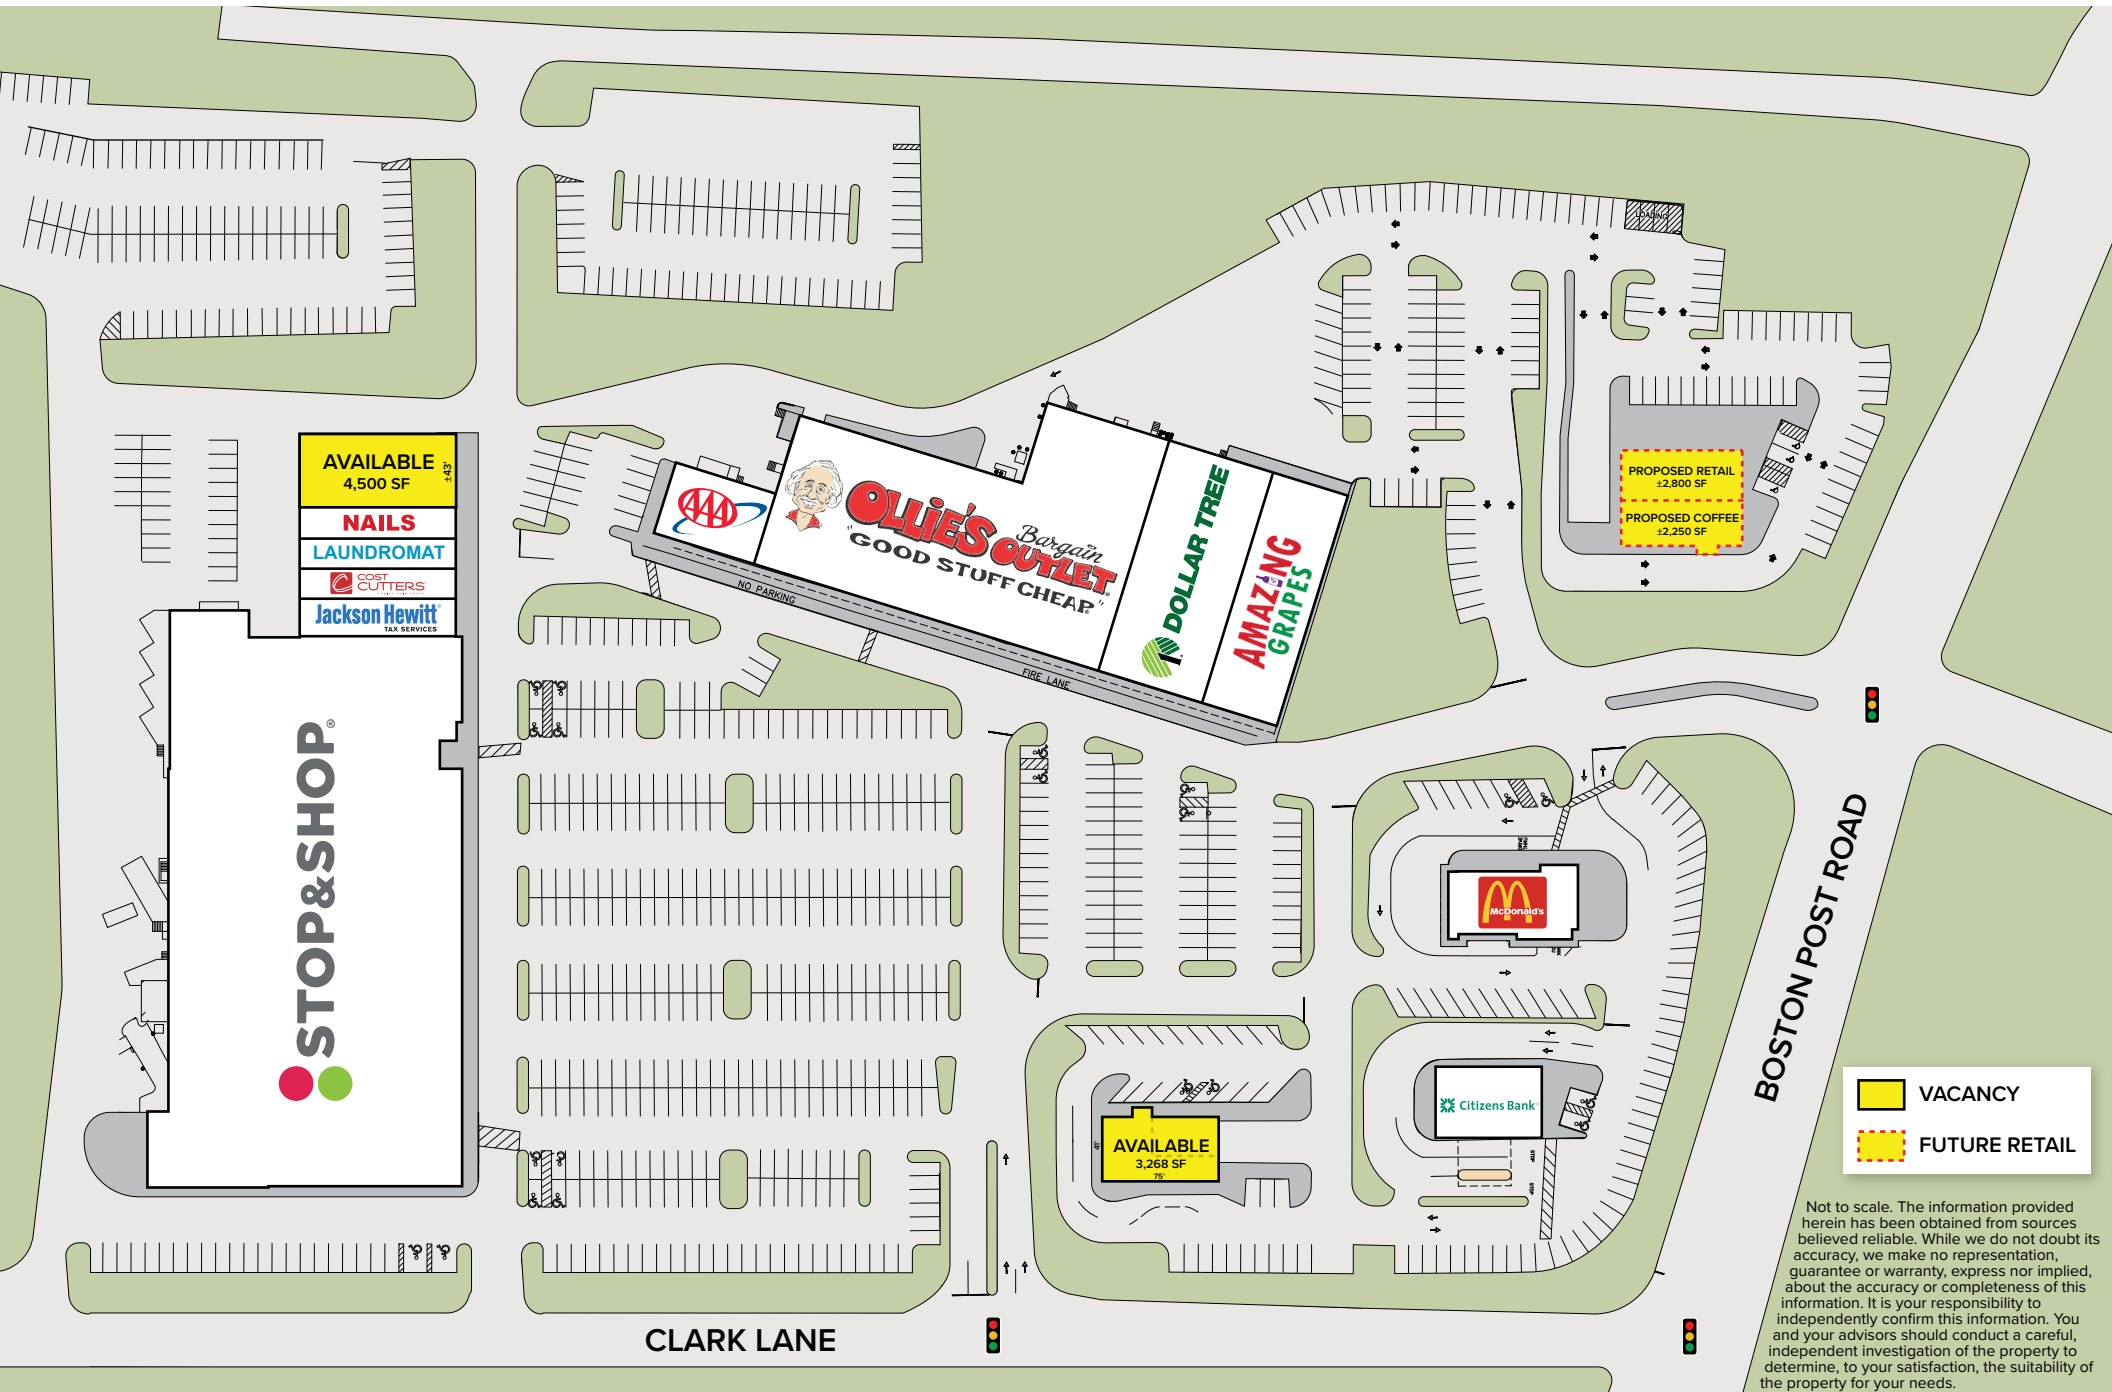 LOADING
AVAILABLE
4,500 SF
±43'
NAILS
LAUNDROMAT
COST
CUTTERS
Jackson Hewitt
TAX SERVICES
STOP&SHOP®
AAA
OLLIE'S
Bargain
OUTLET
"GOOD STUFF CHEAP"
DOLLAR TREE
AMAZING
GRAPES
NO PARKING
FIRE LANE
PROPOSED RETAIL
±2,800 SF
PROPOSED COFFEE
±2,250 SF
McDonald's
Citizens Bank
STOP
STOP
AVAILABLE
3,268 SF
75'
41'
BOSTON POST ROAD
CLARK LANE
VACANCY
FUTURE RETAIL
Not to scale. The information provided
herein has been obtained from sources
believed reliable. While we do not doubt its
accuracy, we make no representation,
guarantee or warranty, express nor implied,
about the accuracy or completeness of this
information. It is your responsibility to
independently confirm this information. You
and your advisors should conduct a careful,
independent investigation of the property to
determine, to your satisfaction, the suitability of
the property for your needs.